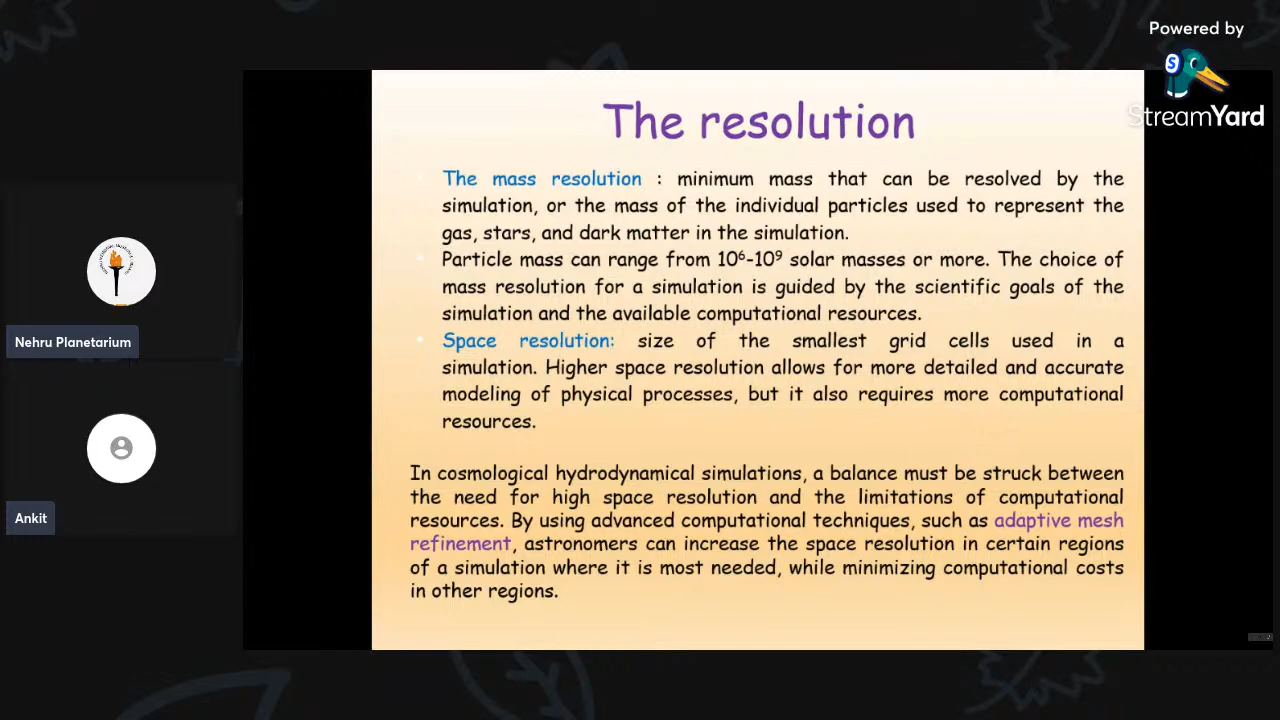 Powered by
StreamYard
The resolution
The mass resolution : minimum mass that can be resolved by the
simulation, or the mass of the individual particles used to represent the
gas, stars, and dark matter in the simulation.
Particle mass can range from 10⁶-10⁹ solar masses or more. The choice of
mass resolution for a simulation is guided by the scientific goals of the
simulation and the available computational resources.
Space resolution: size of the smallest grid cells used in a
simulation. Higher space resolution allows for more detailed and accurate
modeling of physical processes, but it also requires more computational
resources.
In cosmological hydrodynamical simulations, a balance must be struck between
the need for high space resolution and the limitations of computational
resources. By using advanced computational techniques, such as adaptive mesh
refinement, astronomers can increase the space resolution in certain regions
of a simulation where it is most needed, while minimizing computational costs
in other regions.
Nehru Planetarium
Ankit